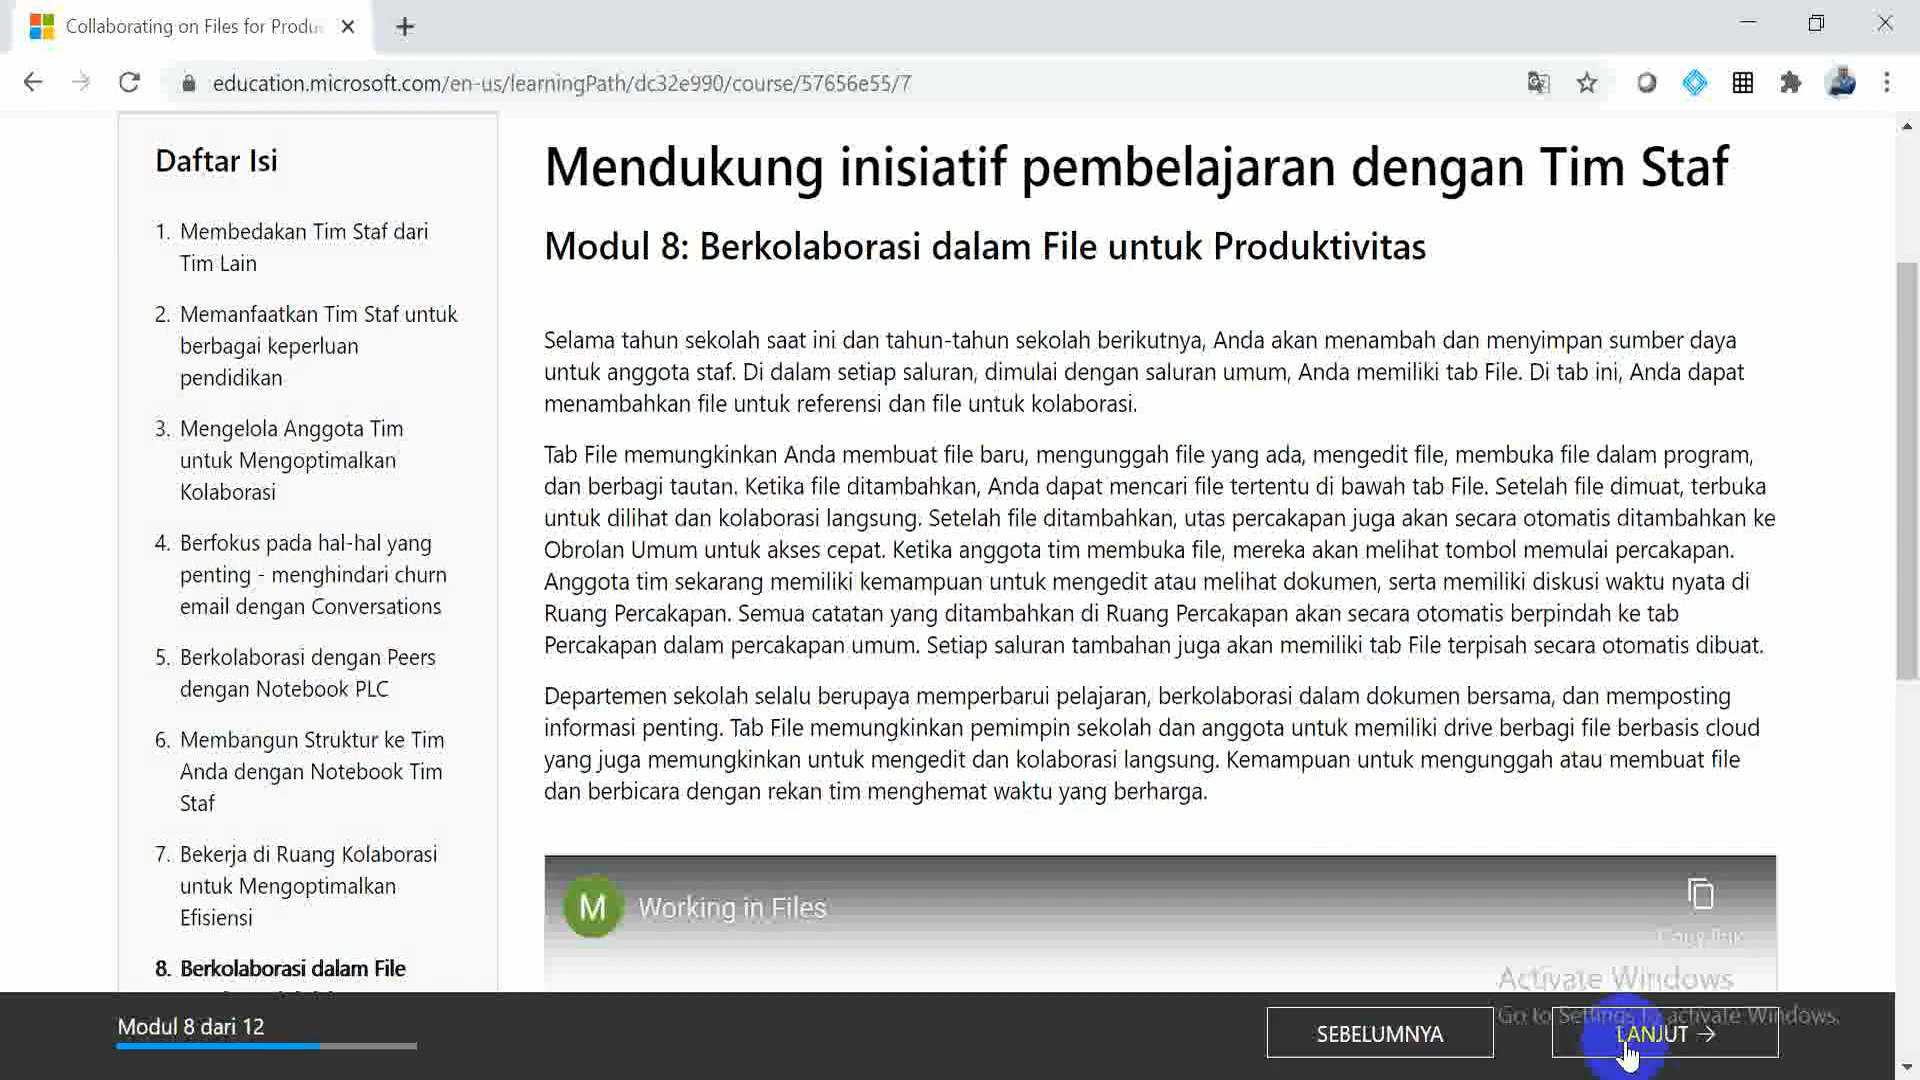 Collaborating on Files for Produ
education.microsoft.com/en-us/learningPath/dc32e990/course/57656e55/7
Daftar Isi
1. Membedakan Tim Staf dari
Tim Lain
2. Memanfaatkan Tim Staf untuk
berbagai keperluan
pendidikan
3. Mengelola Anggota Tim
untuk Mengoptimalkan
Kolaborasi
4. Berfokus pada hal-hal yang
penting - menghindari churn
email dengan Conversations
5. Berkolaborasi dengan Peers
dengan Notebook PLC
6. Membangun Struktur ke Tim
Anda dengan Notebook Tim
Staf
7. Bekerja di Ruang Kolaborasi
untuk Mengoptimalkan
Efisiensi
8. Berkolaborasi dalam File
Mendukung inisiatif pembelajaran dengan Tim Staf
Modul 8: Berkolaborasi dalam File untuk Produktivitas
Selama tahun sekolah saat ini dan tahun-tahun sekolah berikutnya, Anda akan menambah dan menyimpan sumber daya
untuk anggota staf. Di dalam setiap saluran, dimulai dengan saluran umum, Anda memiliki tab File. Di tab ini, Anda dapat
menambahkan file untuk referensi dan file untuk kolaborasi.
Tab File memungkinkan Anda membuat file baru, mengunggah file yang ada, mengedit file, membuka file dalam program,
dan berbagi tautan. Ketika file ditambahkan, Anda dapat mencari file tertentu di bawah tab File. Setelah file dimuat, terbuka
untuk dilihat dan kolaborasi langsung. Setelah file ditambahkan, utas percakapan juga akan secara otomatis ditambahkan ke
Obrolan Umum untuk akses cepat. Ketika anggota tim membuka file, mereka akan melihat tombol memulai percakapan.
Anggota tim sekarang memiliki kemampuan untuk mengedit atau melihat dokumen, serta memiliki diskusi waktu nyata di
Ruang Percakapan. Semua catatan yang ditambahkan di Ruang Percakapan akan secara otomatis berpindah ke tab
Percakapan dalam percakapan umum. Setiap saluran tambahan juga akan memiliki tab File terpisah secara otomatis dibuat.
Departemen sekolah selalu berupaya memperbarui pelajaran, berkolaborasi dalam dokumen bersama, dan memposting
informasi penting. Tab File memungkinkan pemimpin sekolah dan anggota untuk memiliki drive berbagi file berbasis cloud
yang juga memungkinkan untuk mengedit dan kolaborasi langsung. Kemampuan untuk mengunggah atau membuat file
dan berbicara dengan rekan tim menghemat waktu yang berharga.
M Working in Files
Copy link
Activate Windows
Go to Settings to activate Windows.
Modul 8 dari 12
SEBELUMNYA
LANJUT →